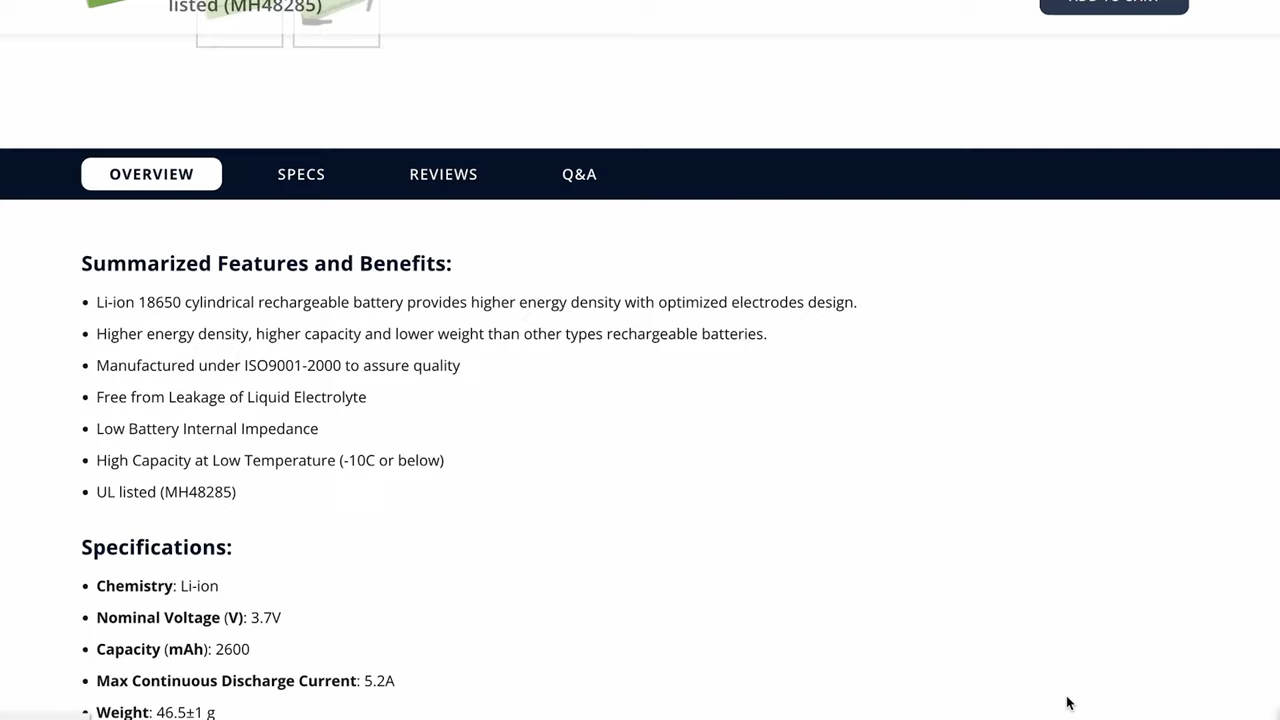 listed (MH48285)
ADD TO CART
OVERVIEW SPECS REVIEWS Q&A
Summarized Features and Benefits:
• Li-ion 18650 cylindrical rechargeable battery provides higher energy density with optimized electrodes design.
• Higher energy density, higher capacity and lower weight than other types rechargeable batteries.
• Manufactured under ISO9001-2000 to assure quality
• Free from Leakage of Liquid Electrolyte
• Low Battery Internal Impedance
• High Capacity at Low Temperature (-10C or below)
• UL listed (MH48285)
Specifications:
• Chemistry: Li-ion
• Nominal Voltage (V): 3.7V
• Capacity (mAh): 2600
• Max Continuous Discharge Current: 5.2A
• Weight: 46.5±1 g